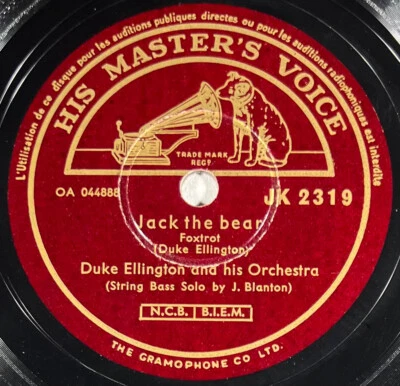 L'Utilisation de ce disque pour les auditions publiques directes ou pour les auditions radiophoniques est interdite
HIS MASTER'S VOICE
TRADE MARK
REGD
OA 044888
JK 2319
Jack the bear
Foxtrot
(Duke Ellington)
Duke Ellington and his Orchestra
(String Bass Solo by J. Blanton)
N.C.B. B.I.E.M.
THE GRAMOPHONE CO LTD.